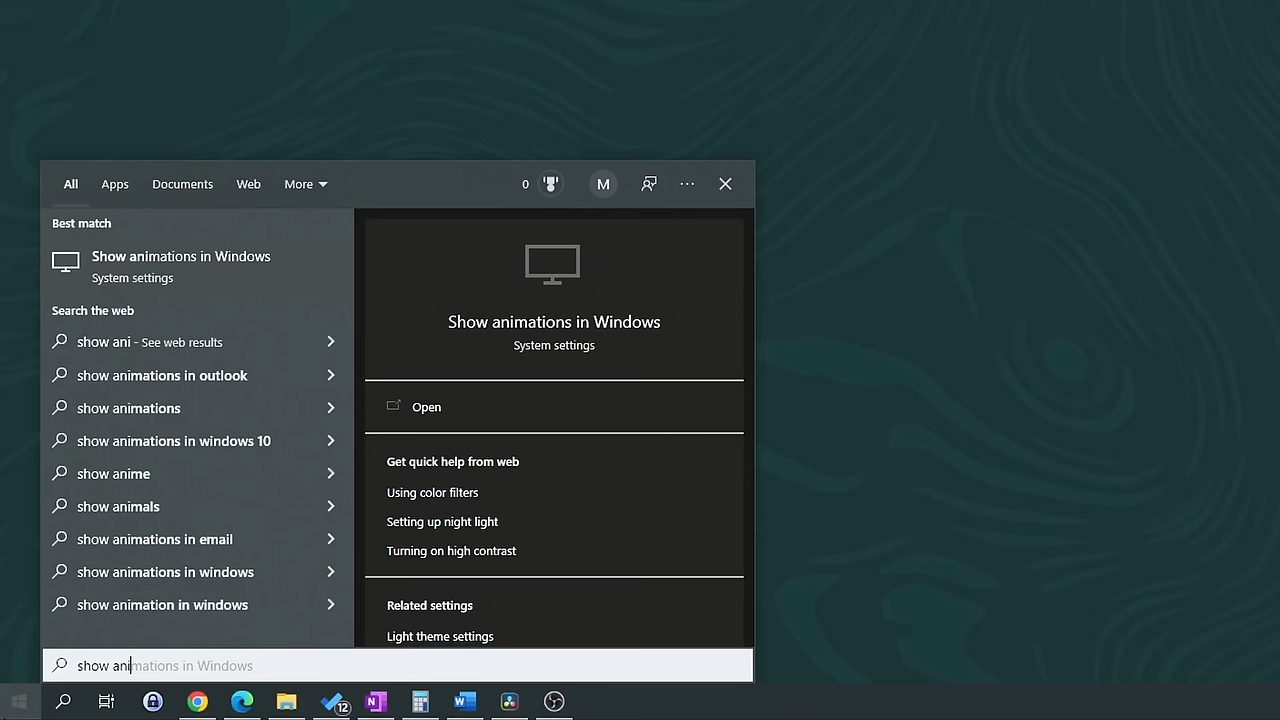 All Apps Documents Web More 0 M ...
Best match
Show animations in Windows
System settings
Search the web
show ani - See web results
show animations in outlook
show animations
show animations in windows 10
show anime
show animals
show animations in email
show animations in windows
show animation in windows
Show animations in Windows
System settings
Open
Get quick help from web
Using color filters
Setting up night light
Turning on high contrast
Related settings
Light theme settings
show animations in Windows
12 N W